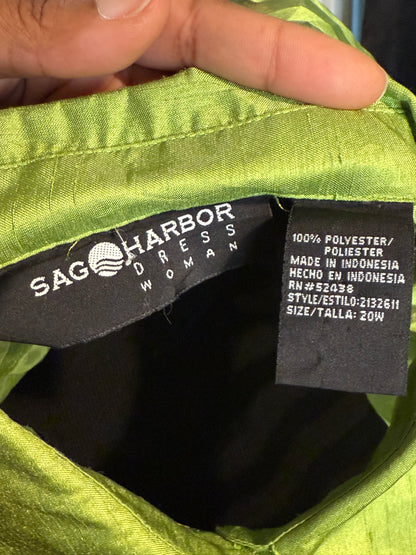 SAG HARBOR
DRESS
WOMAN
100% POLYESTER/
POLIESTER
MADE IN INDONESIA
HECHO EN INDONESIA
RN#52438
STYLE/ESTILO:2132611
SIZE/TALLA: 20W